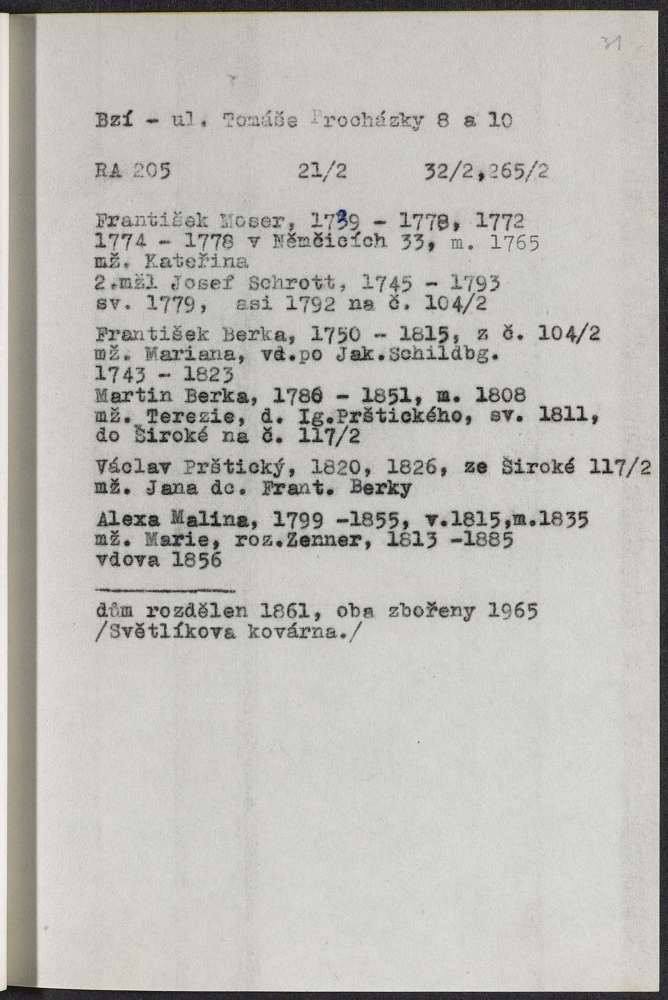 31
Bzí - ul. Tomáše Procházky 8 a 10
RA 205 21/2 32/2,265/2
František Moser, 1739 - 1778, 1772
1774 - 1778 v Němčicích 33, m. 1765
mž. Kateřina
2.mžl Josef Schrott, 1745 - 1793
sv. 1779, asi 1792 na č. 104/2
František Berka, 1750 - 1815, z č. 104/2
mž. Mariana, vd.po Jak.Schildbg.
1743 - 1823
Martin Berka, 1786 - 1851, m. 1808
mž. Terezie, d. Ig.Prštického, sv. 1811,
do Široké na č. 117/2
Václav Prštický, 1820, 1826, ze Široké 117/2
mž. Jana dc. Frant. Berky
Alexa Malina, 1799 -1855, v.1815,m.1835
mž. Marie, roz.Zenner, 1813 -1885
vdova 1856
dům rozdělen 1861, oba zbořeny 1965
/Světlíkova kovárna./